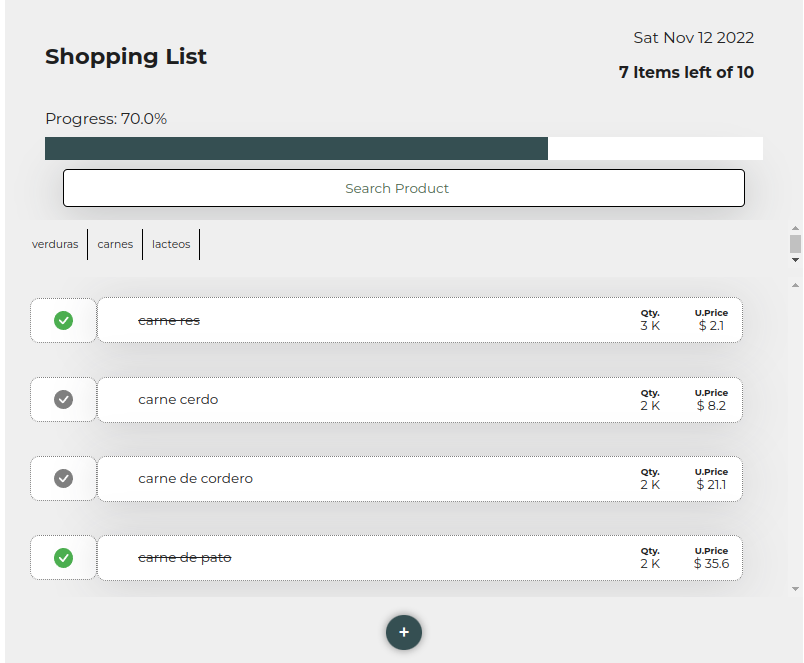 Shopping List
Sat Nov 12 2022
7 Items left of 10
Progress: 70.0%
Search Product
verduras carnes lacteos
carne res
Qty. U.Price
3 K $ 2.1
carne cerdo
Qty. U.Price
2 K $ 8.2
carne de cordero
Qty. U.Price
2 K $ 21.1
carne de pato
Qty. U.Price
2 K $ 35.6
+